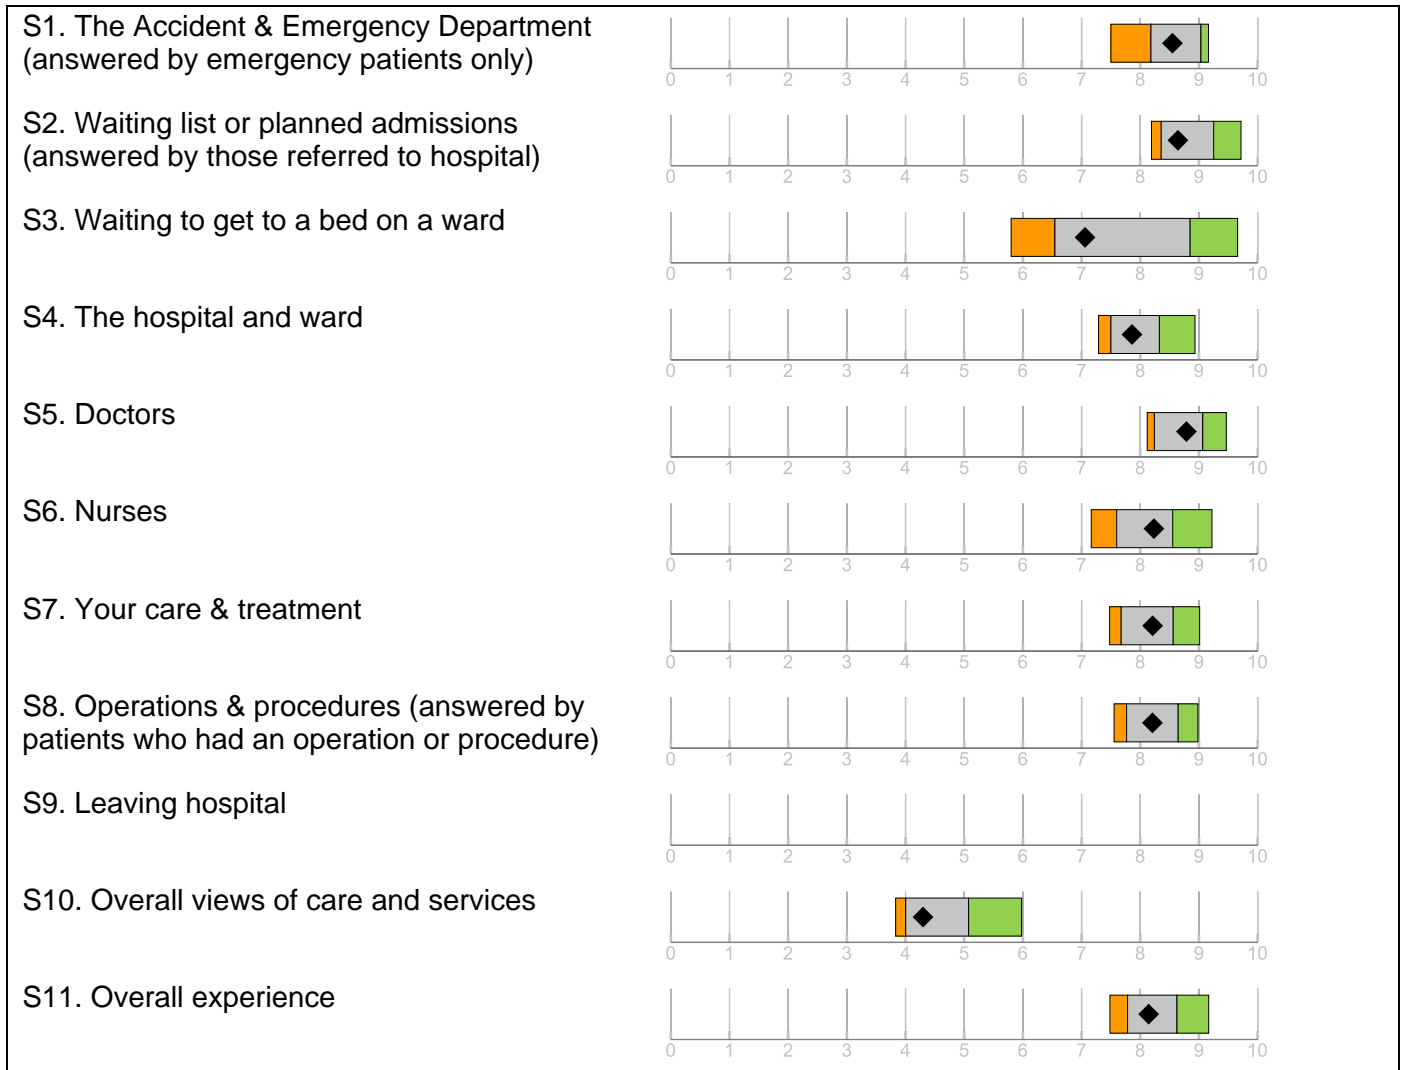 S1. The Accident & Emergency Department
(answered by emergency patients only)
0 1 2 3 4 5 6 7 8 9 10
S2. Waiting list or planned admissions
(answered by those referred to hospital)
0 1 2 3 4 5 6 7 8 9 10
S3. Waiting to get to a bed on a ward
0 1 2 3 4 5 6 7 8 9 10
S4. The hospital and ward
0 1 2 3 4 5 6 7 8 9 10
S5. Doctors
0 1 2 3 4 5 6 7 8 9 10
S6. Nurses
0 1 2 3 4 5 6 7 8 9 10
S7. Your care & treatment
0 1 2 3 4 5 6 7 8 9 10
S8. Operations & procedures (answered by
patients who had an operation or procedure)
0 1 2 3 4 5 6 7 8 9 10
S9. Leaving hospital
0 1 2 3 4 5 6 7 8 9 10
S10. Overall views of care and services
0 1 2 3 4 5 6 7 8 9 10
S11. Overall experience
0 1 2 3 4 5 6 7 8 9 10